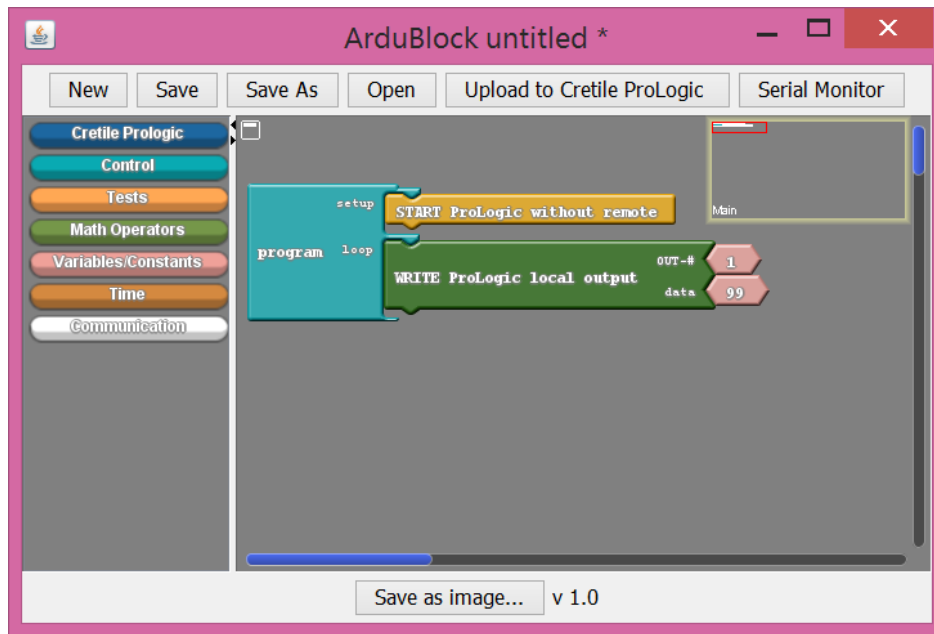 ArduBlock untitled *
New Save Save As Open Upload to Cretile ProLogic Serial Monitor
Cretile Prologic
Control
Tests
Math Operators
Variables/Constants
Time
Communication
Main
program
setup
START ProLogic without remote
loop
WRITE ProLogic local output
OUT-# 1
data 99
Save as image... v 1.0